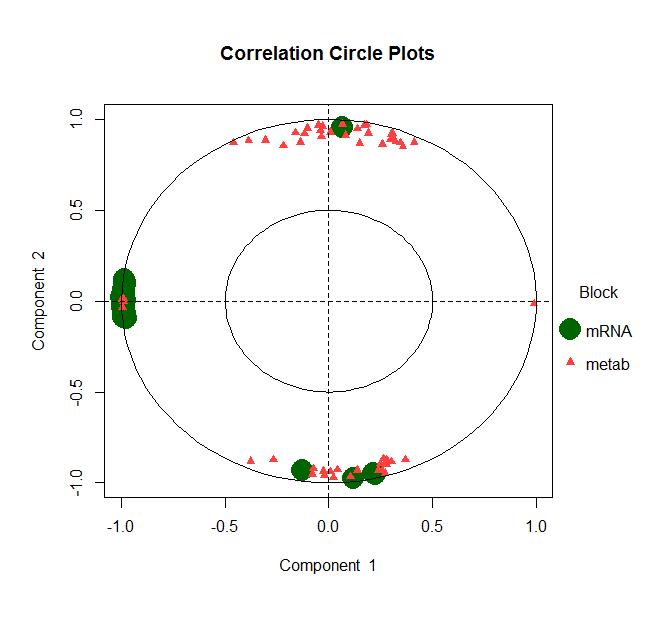 Correlation Circle Plots
1.0
0.5
0.0
-0.5
-1.0
Component 2
-1.0 -0.5 0.0 0.5 1.0
Component 1
Block
mRNA
metab